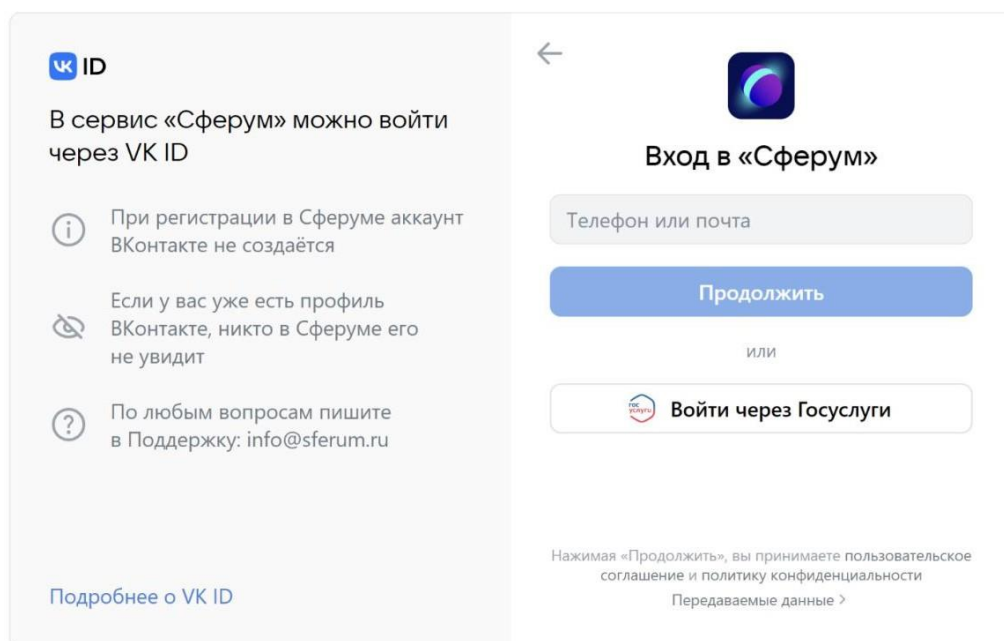 VK ID
В сервис «Сферум» можно войти
через VK ID
При регистрации в Сферуме аккаунт
ВКонтакте не создаётся
Если у вас уже есть профиль
ВКонтакте, никто в Сферуме его
не увидит
По любым вопросам пишите
в Поддержку: info@sferum.ru
Подробнее о VK ID
Вход в «Сферум»
Телефон или почта
Продолжить
или
гос
услуги
Войти через Госуслуги
Нажимая «Продолжить», вы принимаете пользовательское
соглашение и политику конфиденциальности
Передаваемые данные >